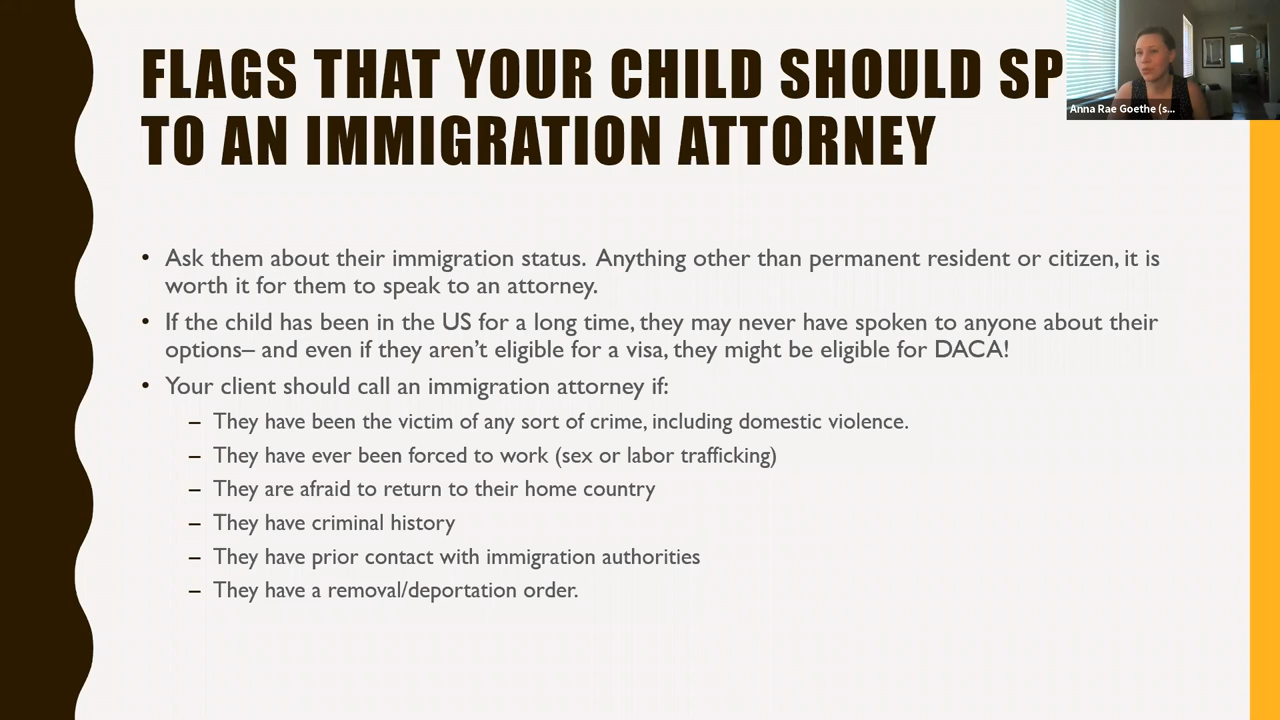 FLAGS THAT YOUR CHILD SHOULD SP
TO AN IMMIGRATION ATTORNEY
Anna Rae Goethe (s...
• Ask them about their immigration status.  Anything other than permanent resident or citizen, it is
worth it for them to speak to an attorney.
• If the child has been in the US for a long time, they may never have spoken to anyone about their
options– and even if they aren't eligible for a visa, they might be eligible for DACA!
• Your client should call an immigration attorney if:
– They have been the victim of any sort of crime, including domestic violence.
– They have ever been forced to work (sex or labor trafficking)
– They are afraid to return to their home country
– They have criminal history
– They have prior contact with immigration authorities
– They have a removal/deportation order.